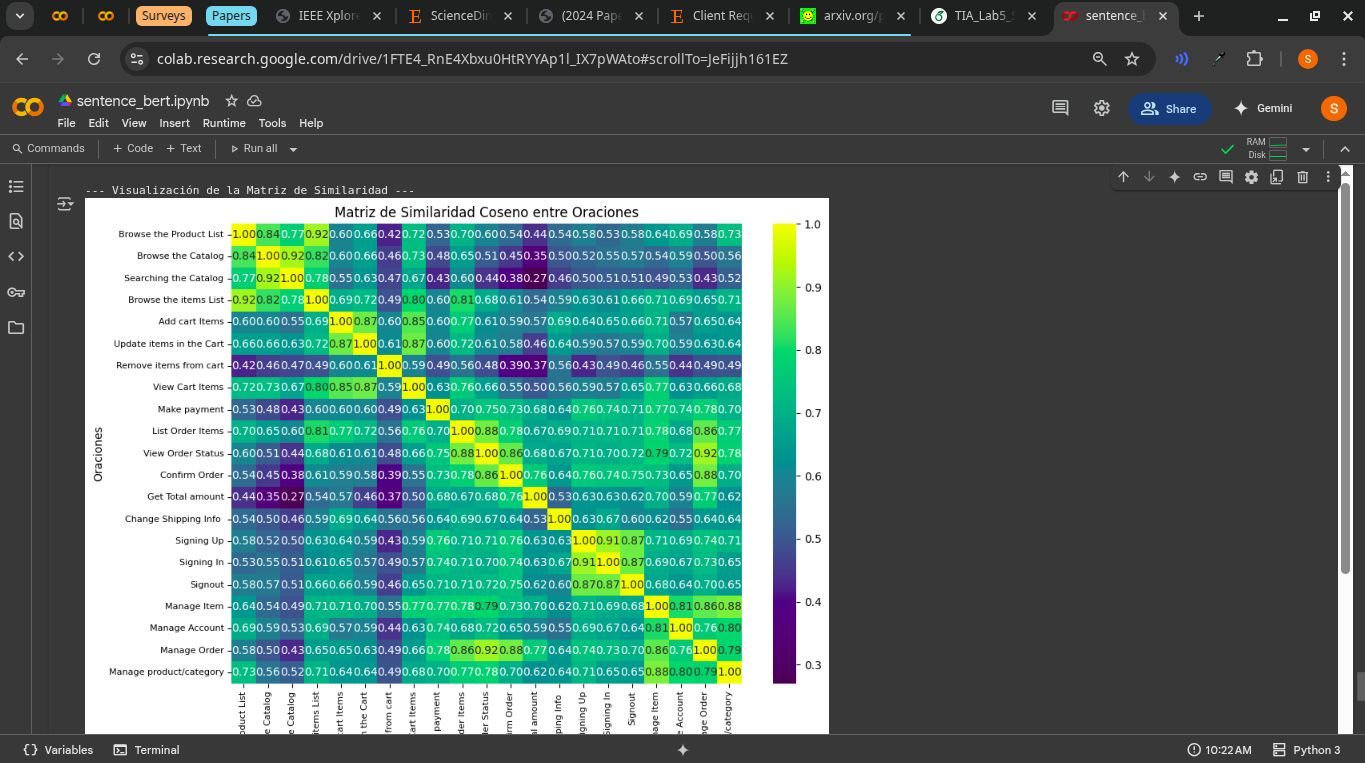 Surveys
Papers
IEEE Xplore
ScienceDir
(2024 Pape
Client Requ
arxiv.org/p
TIA_Lab5_S
sentence_b
colab.research.google.com/drive/1FTE4_RnE4Xbxu0HtRYYAp1l_IX7pWAto#scrollTo=JeFijjh161EZ
S
sentence_bert.ipynb
File Edit View Insert Runtime Tools Help
Share
Gemini
S
Commands
+ Code + Text
Run all
RAM
Disk
--- Visualización de la Matriz de Similaridad ---
Matriz de Similaridad Coseno entre Oraciones
Oraciones
Browse the Product List 1.00 0.84 0.77 0.92 0.60 0.66 0.42 0.72 0.53 0.70 0.60 0.54 0.44 0.54 0.58 0.53 0.58 0.64 0.69 0.58 0.73
Browse the Catalog 0.84 1.00 0.92 0.82 0.60 0.66 0.46 0.73 0.48 0.65 0.51 0.45 0.35 0.50 0.52 0.55 0.57 0.54 0.59 0.50 0.56
Searching the Catalog 0.77 0.92 1.00 0.78 0.55 0.63 0.47 0.67 0.43 0.60 0.44 0.38 0.27 0.46 0.50 0.51 0.51 0.49 0.53 0.43 0.52
Browse the items List 0.92 0.82 0.78 1.00 0.69 0.72 0.49 0.80 0.60 0.81 0.68 0.61 0.54 0.59 0.63 0.61 0.66 0.71 0.69 0.65 0.71
Add cart Items 0.60 0.60 0.55 0.69 1.00 0.87 0.60 0.85 0.60 0.77 0.61 0.59 0.57 0.69 0.64 0.65 0.66 0.71 0.57 0.65 0.64
Update items in the Cart 0.66 0.66 0.63 0.72 0.87 1.00 0.61 0.87 0.60 0.72 0.61 0.58 0.46 0.64 0.59 0.57 0.59 0.70 0.59 0.63 0.64
Remove items from cart 0.42 0.46 0.47 0.49 0.60 0.61 1.00 0.59 0.49 0.56 0.48 0.39 0.37 0.56 0.43 0.49 0.46 0.55 0.44 0.49 0.49
View Cart Items 0.72 0.73 0.67 0.80 0.85 0.87 0.59 1.00 0.63 0.76 0.66 0.55 0.50 0.56 0.59 0.57 0.65 0.77 0.63 0.66 0.68
Make payment 0.53 0.48 0.43 0.60 0.60 0.60 0.49 0.63 1.00 0.70 0.75 0.73 0.68 0.64 0.76 0.74 0.71 0.77 0.74 0.78 0.70
List Order Items 0.70 0.65 0.60 0.81 0.77 0.72 0.56 0.76 0.70 1.00 0.88 0.78 0.67 0.69 0.71 0.71 0.71 0.78 0.68 0.86 0.77
View Order Status 0.60 0.51 0.44 0.68 0.61 0.61 0.48 0.66 0.75 0.88 1.00 0.86 0.68 0.67 0.71 0.70 0.72 0.79 0.72 0.92 0.78
Confirm Order 0.54 0.45 0.38 0.61 0.59 0.58 0.39 0.55 0.73 0.78 0.86 1.00 0.76 0.64 0.76 0.74 0.75 0.73 0.65 0.88 0.70
Get Total amount 0.44 0.35 0.27 0.54 0.57 0.46 0.37 0.50 0.68 0.67 0.68 0.76 1.00 0.53 0.63 0.63 0.62 0.70 0.59 0.77 0.62
Change Shipping Info 0.54 0.50 0.46 0.59 0.69 0.64 0.56 0.56 0.64 0.69 0.67 0.64 0.53 1.00 0.63 0.67 0.60 0.62 0.55 0.64 0.64
Signing Up 0.58 0.52 0.50 0.63 0.64 0.59 0.43 0.59 0.76 0.71 0.71 0.76 0.63 0.63 1.00 0.91 0.87 0.71 0.69 0.74 0.71
Signing In 0.53 0.55 0.51 0.61 0.65 0.57 0.49 0.57 0.74 0.71 0.70 0.74 0.63 0.67 0.91 1.00 0.87 0.69 0.67 0.73 0.65
Signout 0.58 0.57 0.51 0.66 0.66 0.59 0.46 0.65 0.71 0.71 0.72 0.75 0.62 0.60 0.87 0.87 1.00 0.68 0.64 0.70 0.65
Manage Item 0.64 0.54 0.49 0.71 0.71 0.70 0.55 0.77 0.77 0.78 0.79 0.73 0.70 0.62 0.71 0.69 0.68 1.00 0.81 0.86 0.88
Manage Account 0.69 0.59 0.53 0.69 0.57 0.59 0.44 0.63 0.74 0.68 0.72 0.65 0.59 0.55 0.69 0.67 0.64 0.81 1.00 0.76 0.80
Manage Order 0.58 0.50 0.43 0.65 0.65 0.63 0.49 0.66 0.78 0.86 0.92 0.88 0.77 0.64 0.74 0.73 0.70 0.86 0.76 1.00 0.79
Manage product/category 0.73 0.56 0.52 0.71 0.64 0.64 0.49 0.68 0.70 0.77 0.78 0.70 0.62 0.64 0.71 0.65 0.65 0.88 0.80 0.79 1.00
oduct List
e Catalog
e Catalog
items List
cart Items
n the Cart
from cart
Cart Items
payment
der Items
er Status
irm Order
al amount
ping Info
igning Up
igning In
Signout
nage Item
e Account
nage Order
/category
1.0
0.9
0.8
0.7
0.6
0.5
0.4
0.3
Variables
Terminal
10:22 AM
Python 3